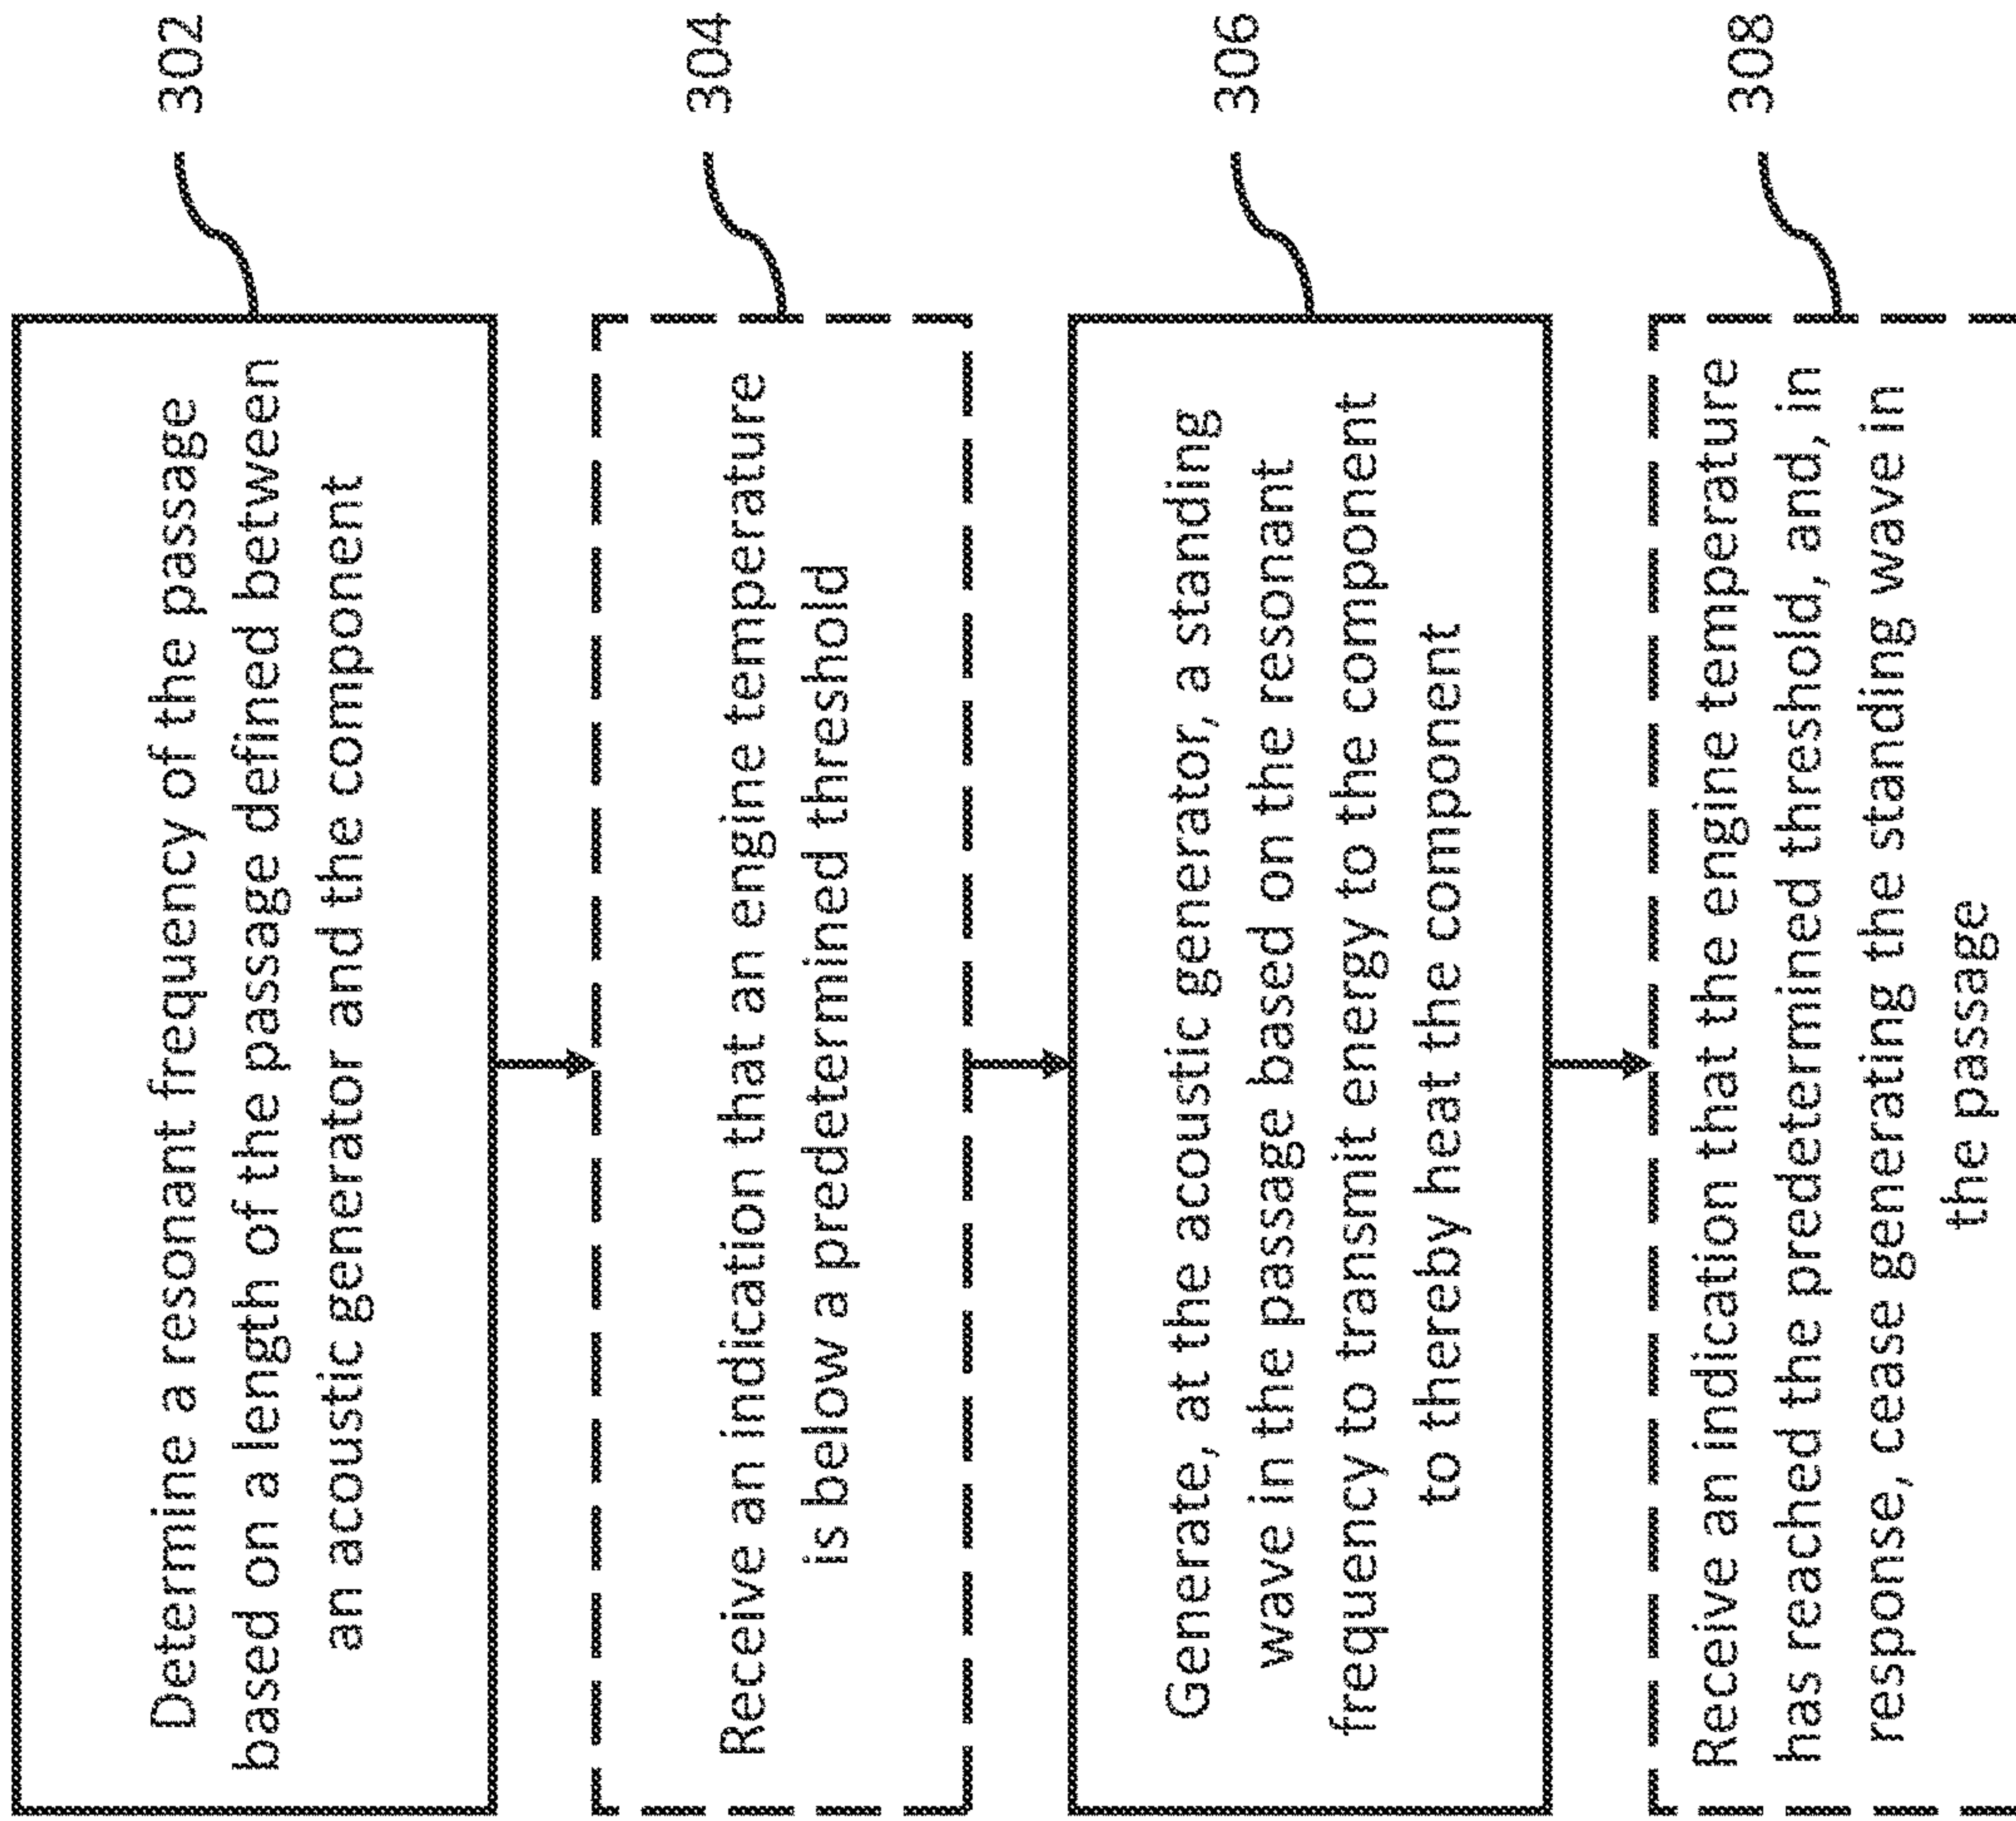 Determine a resonant frequency of the passage
based on a length of the passage defined between
an acoustic generator and the component
302
Receive an indication that an engine temperature
is below a predetermined threshold
304
Generate, at the acoustic generator, a standing
wave in the passage based on the resonant
frequency to transmit energy to the component
to thereby heat the component
306
Receive an indication that the engine temperature
has reached the predetermined threshold, and, in
response, cease generating the standing wave in
the passage
308